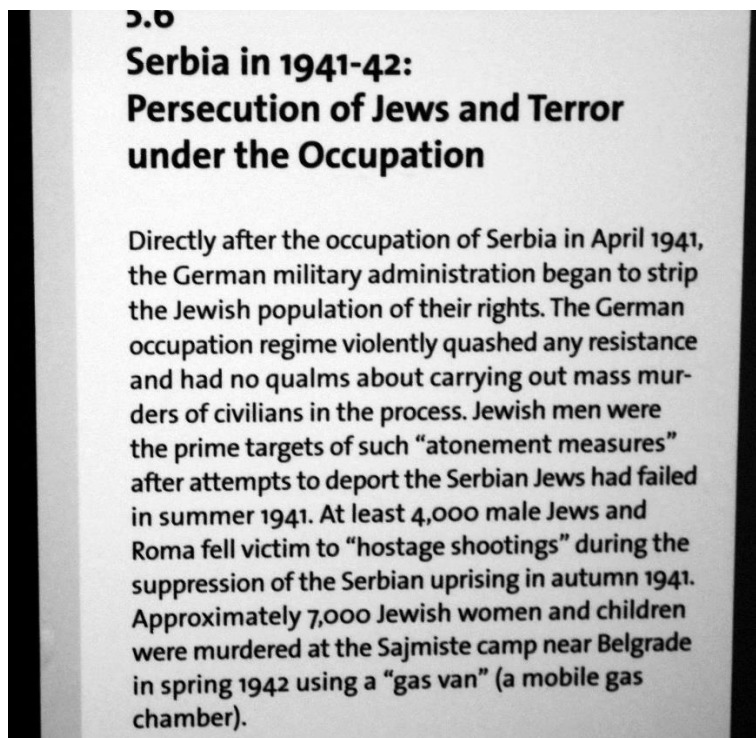 5.6
Serbia in 1941-42:
Persecution of Jews and Terror
under the Occupation
Directly after the occupation of Serbia in April 1941,
the German military administration began to strip
the Jewish population of their rights. The German
occupation regime violently quashed any resistance
and had no qualms about carrying out mass mur-
ders of civilians in the process. Jewish men were
the prime targets of such “atonement measures”
after attempts to deport the Serbian Jews had failed
in summer 1941. At least 4,000 male Jews and
Roma fell victim to “hostage shootings” during the
suppression of the Serbian uprising in autumn 1941.
Approximately 7,000 Jewish women and children
were murdered at the Sajmiste camp near Belgrade
in spring 1942 using a “gas van” (a mobile gas
chamber).